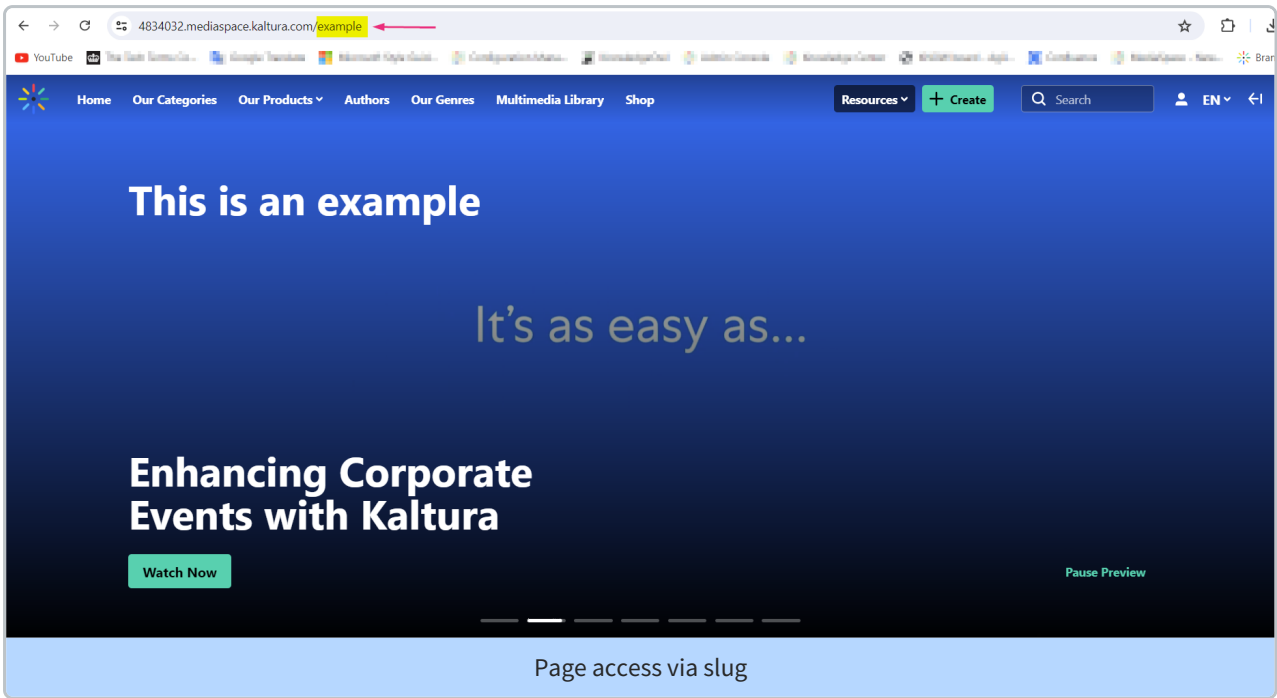 4834032.mediaspace.kaltura.com/example
YouTube
Home Our Categories Our Products Authors Our Genres Multimedia Library Shop Resources + Create Search EN
This is an example
It's as easy as...
Enhancing Corporate
Events with Kaltura
Watch Now Pause Preview
Page access via slug